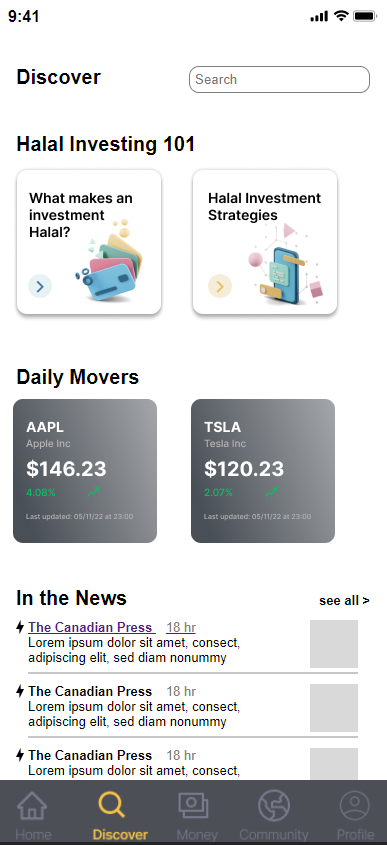 9:41
Discover
Search
Halal Investing 101
What makes an
investment
Halal?
Halal Investment
Strategies
Daily Movers
AAPL
Apple Inc
$146.23
4.08%
Last updated: 05/11/22 at 23:00
TSLA
Tesla Inc
$120.23
2.07%
Last updated: 05/11/22 at 23:00
In the News
see all >
The Canadian Press 18 hr
Lorem ipsum dolor sit amet, consect,
adipiscing elit, sed diam nonummy
The Canadian Press 18 hr
Lorem ipsum dolor sit amet, consect,
adipiscing elit, sed diam nonummy
The Canadian Press 18 hr
Lorem ipsum dolor sit amet, consect,
Home
Discover
Money
Community
Profile